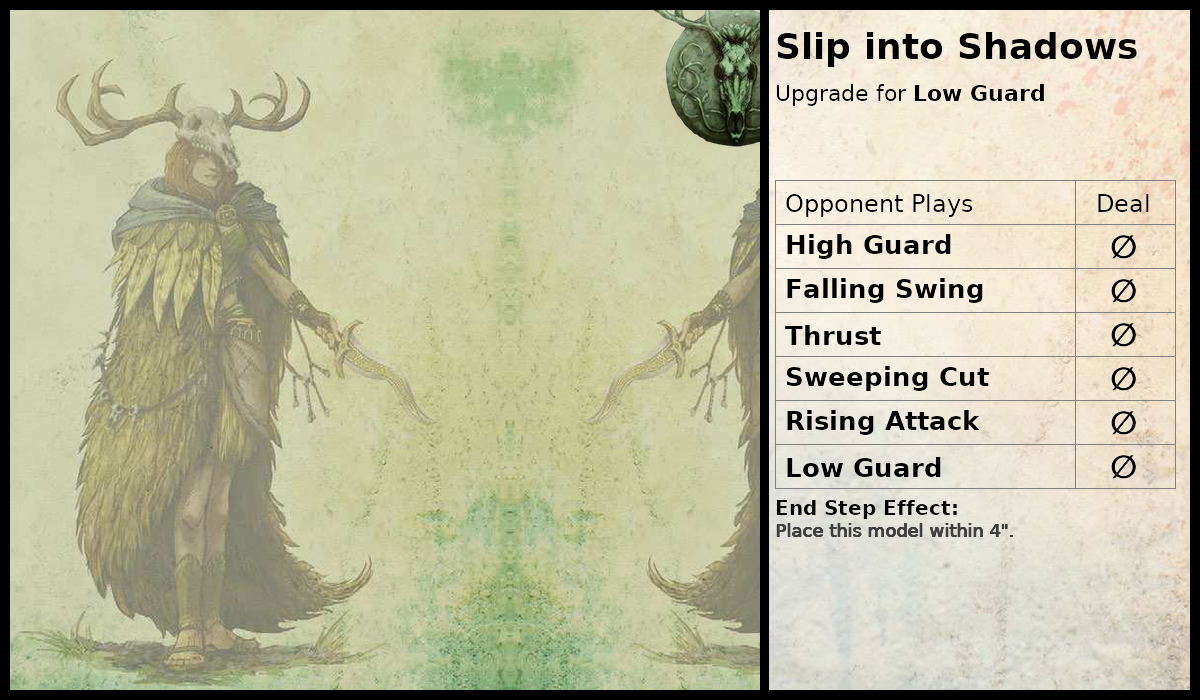 Slip into Shadows
Upgrade for Low Guard
Opponent Plays Deal
High Guard ∅
Falling Swing ∅
Thrust ∅
Sweeping Cut ∅
Rising Attack ∅
Low Guard ∅
End Step Effect:
Place this model within 4".